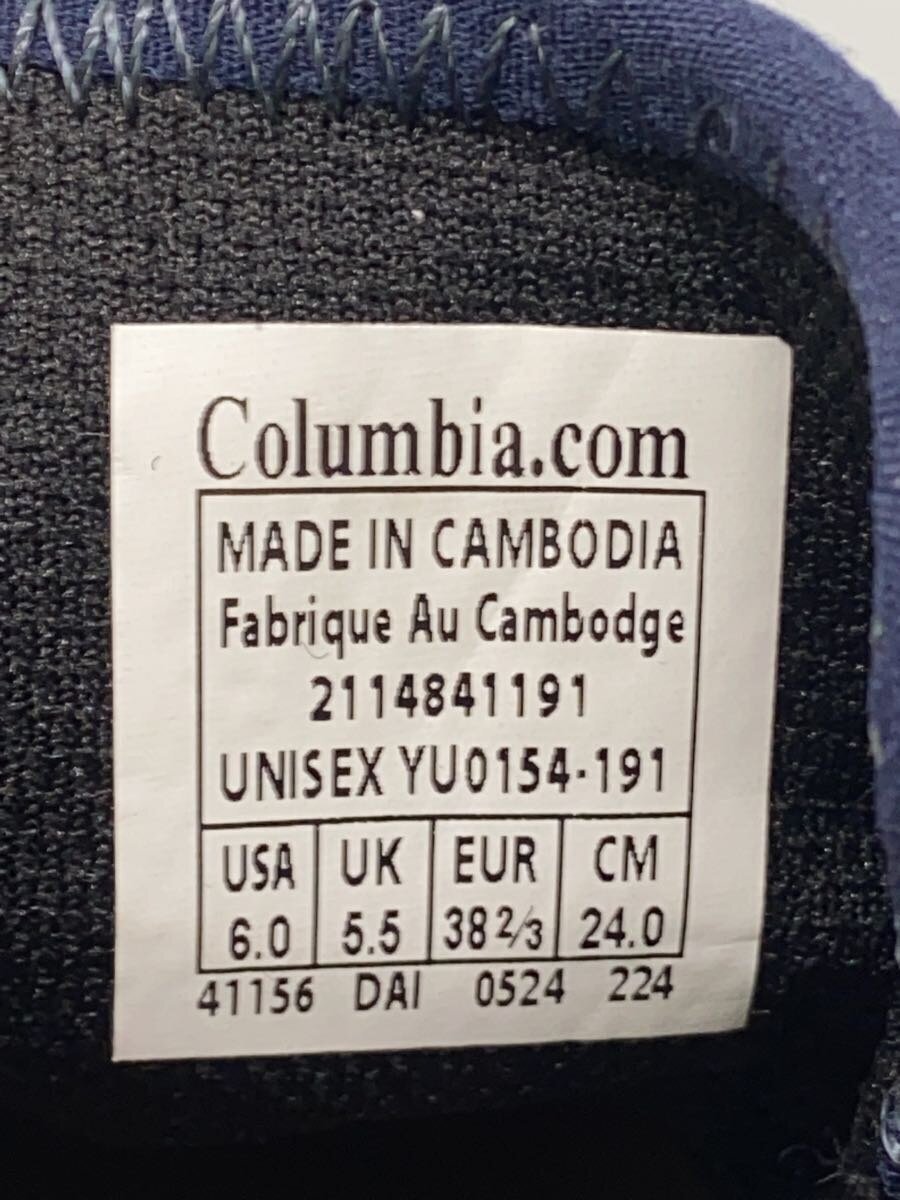 Columbia.com
MADE IN CAMBODIA
Fabrique Au Cambodge
2114841191
UNISEX YU0154-191
USA UK EUR CM
6.0 5.5 38 2/3 24.0
41156 DAI 0524 224